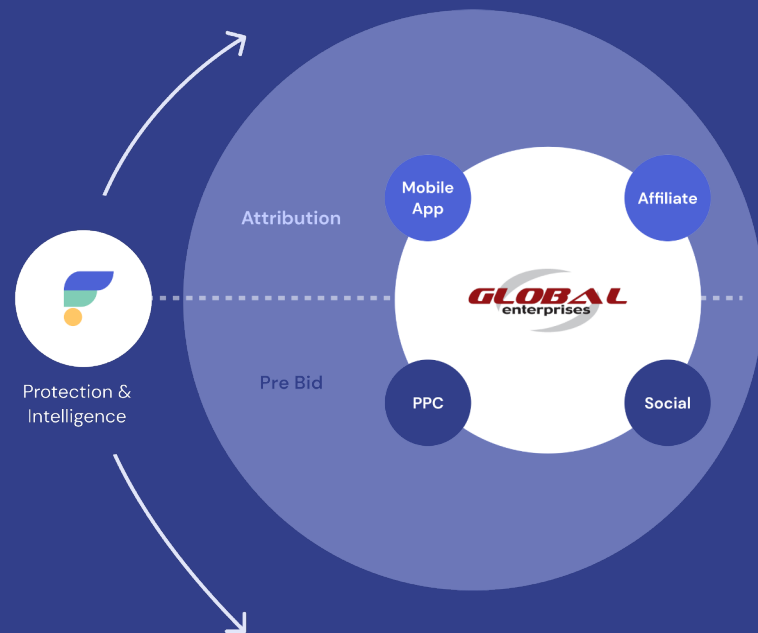 Mobile
App
Affiliate
Attribution
GLOBAL
enterprises
Pre Bid
Protection &
Intelligence
PPC
Social